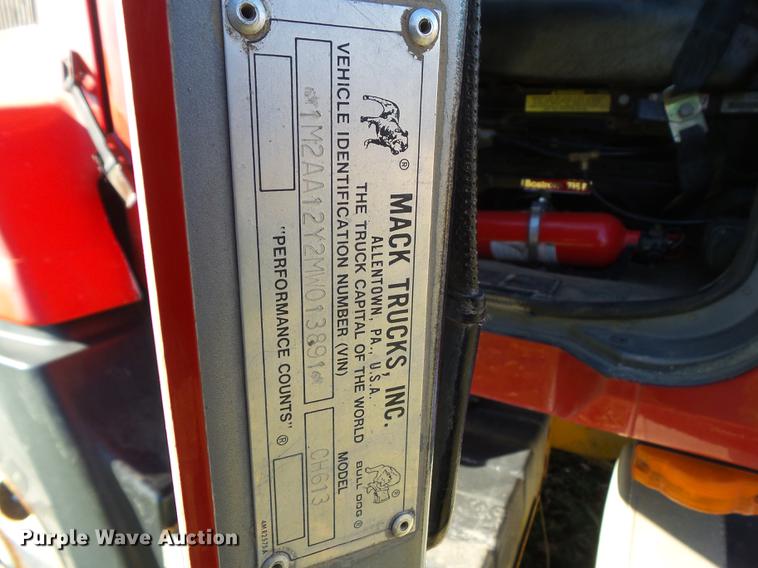 MACK TRUCKS, INC.
ALLENTOWN, PA., U.S.A.
THE TRUCK CAPITAL OF THE WORLD
BULL DOG ®
VEHICLE IDENTIFICATION NUMBER (VIN)
MODEL
1M2AA12Y2MW013891
CH613
"PERFORMANCE COUNTS" ®
Purple Wave Auction